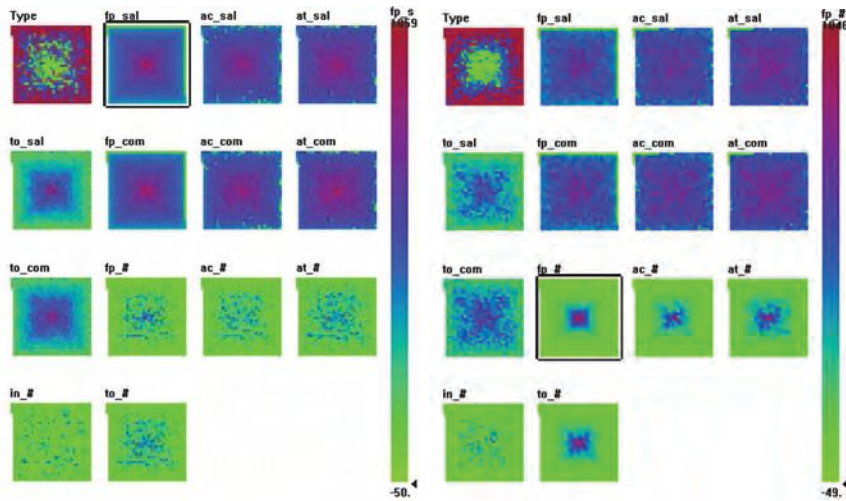 Type fp_sal ac_sal at_sal fp_s
1059
to_sal fp_com ac_com at_com
to_com fp_# ac_# at_#
in_# to_#
-50.
Type fp_sal ac_sal at_sal fp_#
1046
to_sal fp_com ac_com at_com
to_com fp_# ac_# at_#
in_# to_#
-49.